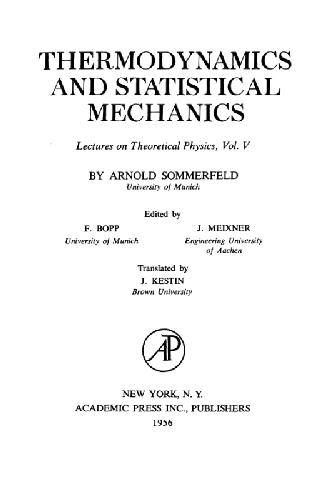 THERMODYNAMICS
AND STATISTICAL
MECHANICS
Lectures on Theoretical Physics, Vol. V
BY ARNOLD SOMMERFELD
University of Munich
Edited by
F. BOPP
University of Munich
J. MEIXNER
Engineering University
of Aachen
Translated by
J. KESTIN
Brown University
AP
NEW YORK, N. Y.
ACADEMIC PRESS INC., PUBLISHERS
1956